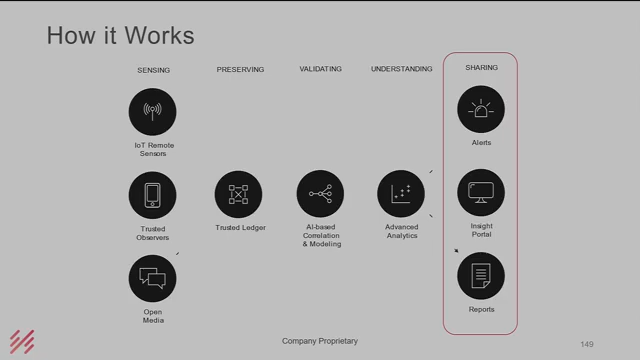 How it Works
SENSING
PRESERVING
VALIDATING
UNDERSTANDING
SHARING
IoT Remote
Sensors
Trusted
Observers
Open
Media
Trusted Ledger
AI-based
Correlation
& Modeling
Advanced
Analytics
Alerts
Insight
Portal
Reports
Company Proprietary
149